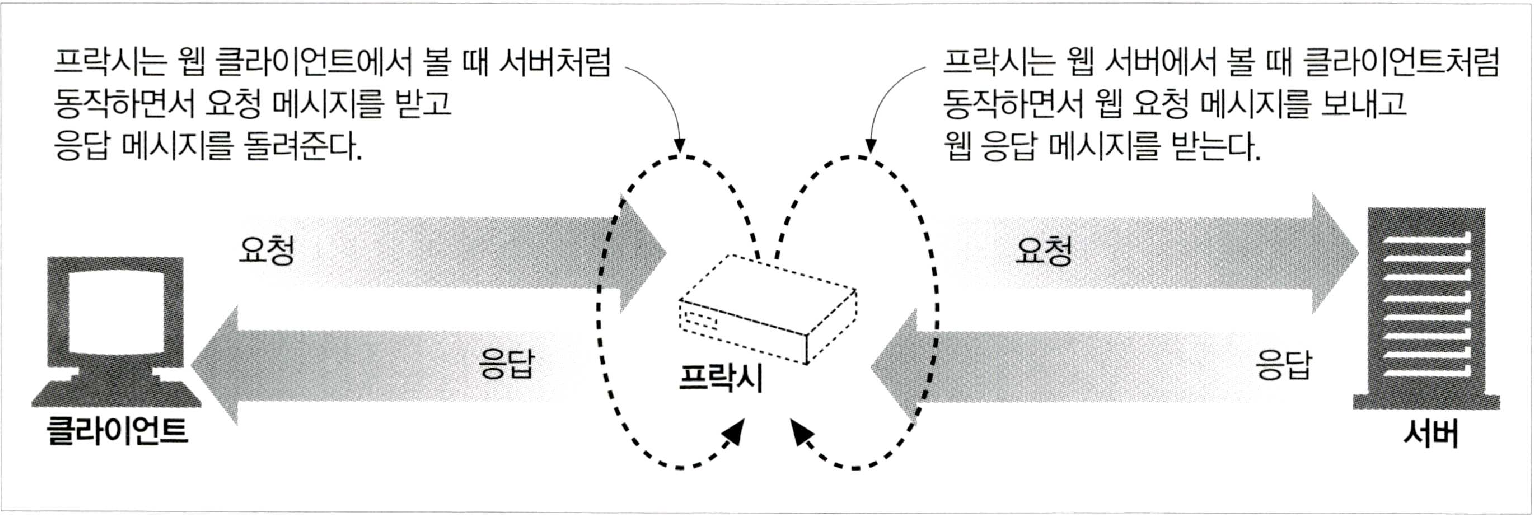 프락시는 웹 클라이언트에서 볼 때 서버처럼
동작하면서 요청 메시지를 받고
응답 메시지를 돌려준다.
프락시는 웹 서버에서 볼 때 클라이언트처럼
동작하면서 웹 요청 메시지를 보내고
웹 응답 메시지를 받는다.
요청
요청
응답
프락시
응답
클라이언트
서버